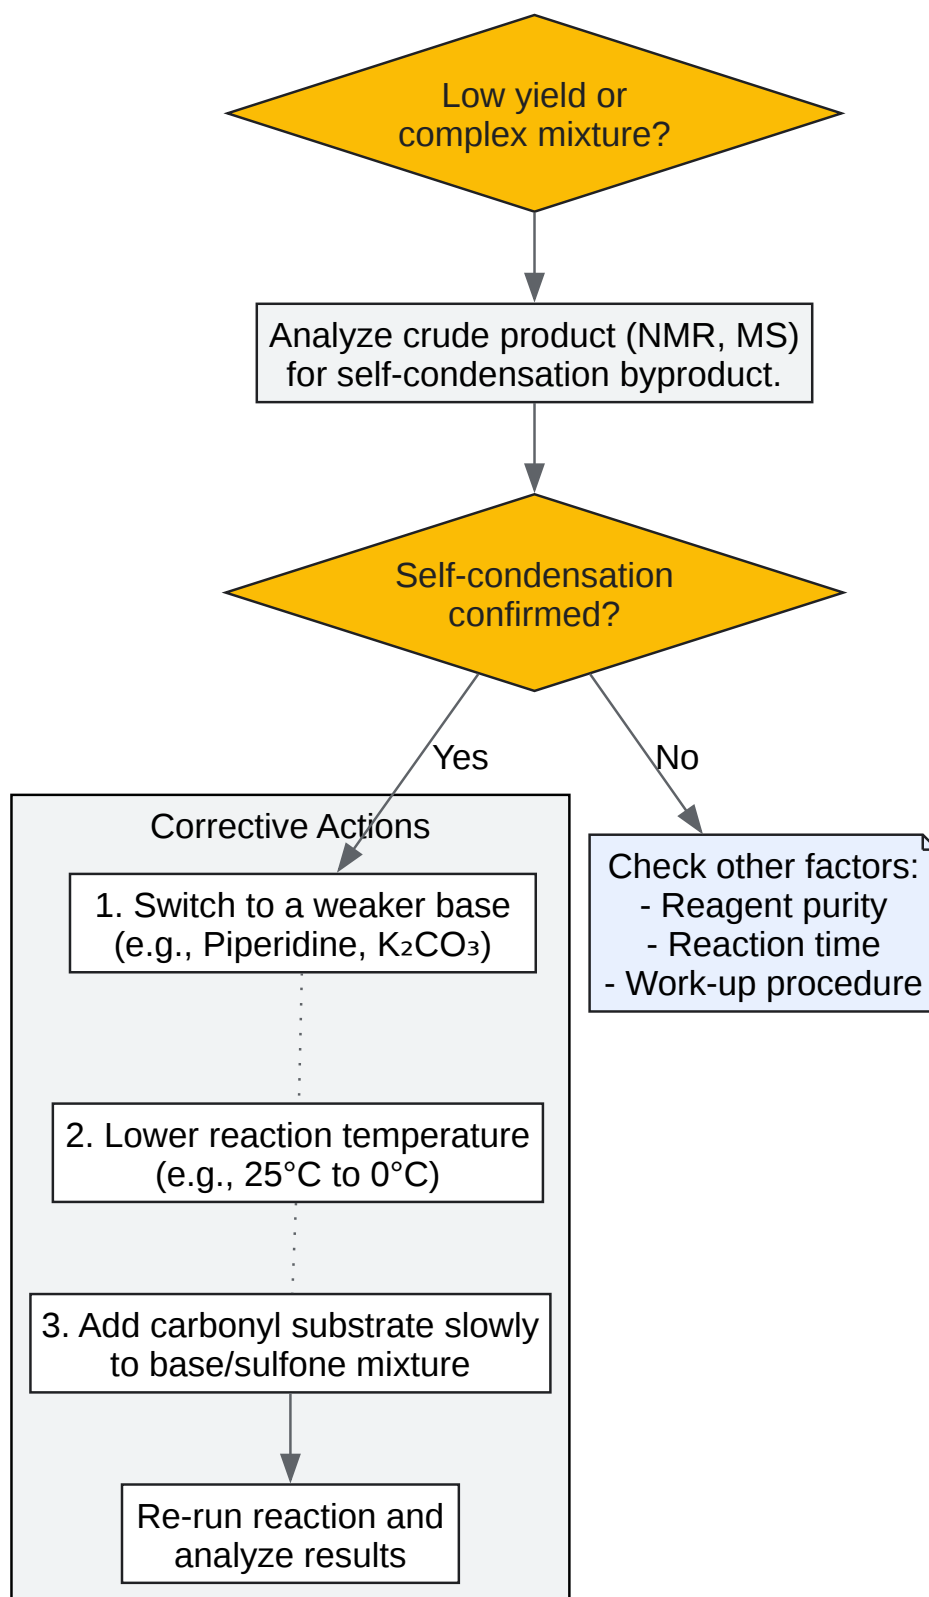 Low yield or
complex mixture?
Analyze crude product (NMR, MS)
for self-condensation byproduct.
Self-condensation
confirmed?
Yes
No
Corrective Actions
1. Switch to a weaker base
(e.g., Piperidine, K₂CO₃)
Check other factors:
- Reagent purity
- Reaction time
- Work-up procedure
2. Lower reaction temperature
(e.g., 25°C to 0°C)
3. Add carbonyl substrate slowly
to base/sulfone mixture
Re-run reaction and
analyze results